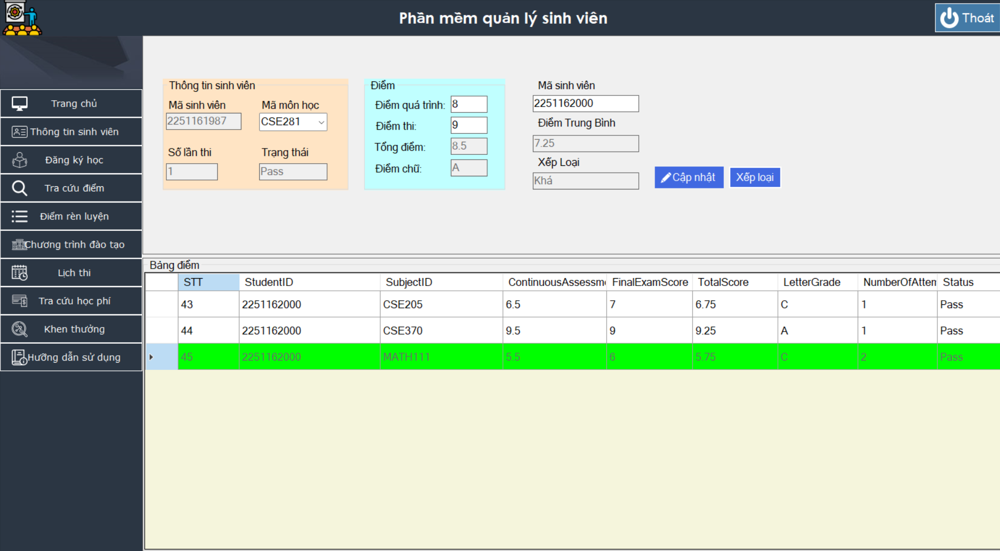 Phần mềm quản lý sinh viên
Thoát
Trang chủ
Thông tin sinh viên
Đăng ký học
Tra cứu điểm
Điểm rèn luyện
Chương trình đào tạo
Lịch thi
Tra cứu học phí
Khen thưởng
Hưỡng dẫn sử dụng
Thông tin sinh viên
Mã sinh viên Mã môn học
2251161987 CSE281
Số lần thi Trạng thái
1 Pass
Điểm
Điểm quá trình: 8
Điểm thi: 9
Tổng điểm: 8.5
Điểm chữ: A
Mã sinh viên
2251162000
Điểm Trung Bình
7.25
Xếp Loại
Khá
Cập nhật Xếp loại
Bảng điểm
STT StudentID SubjectID ContinuousAssessm FinalExamScore TotalScore LetterGrade NumberOfAtten Status
43 2251162000 CSE205 6.5 7 6.75 C 1 Pass
44 2251162000 CSE370 9.5 9 9.25 A 1 Pass
45 2251162000 MATH111 5.5 6 5.75 C 2 Pass